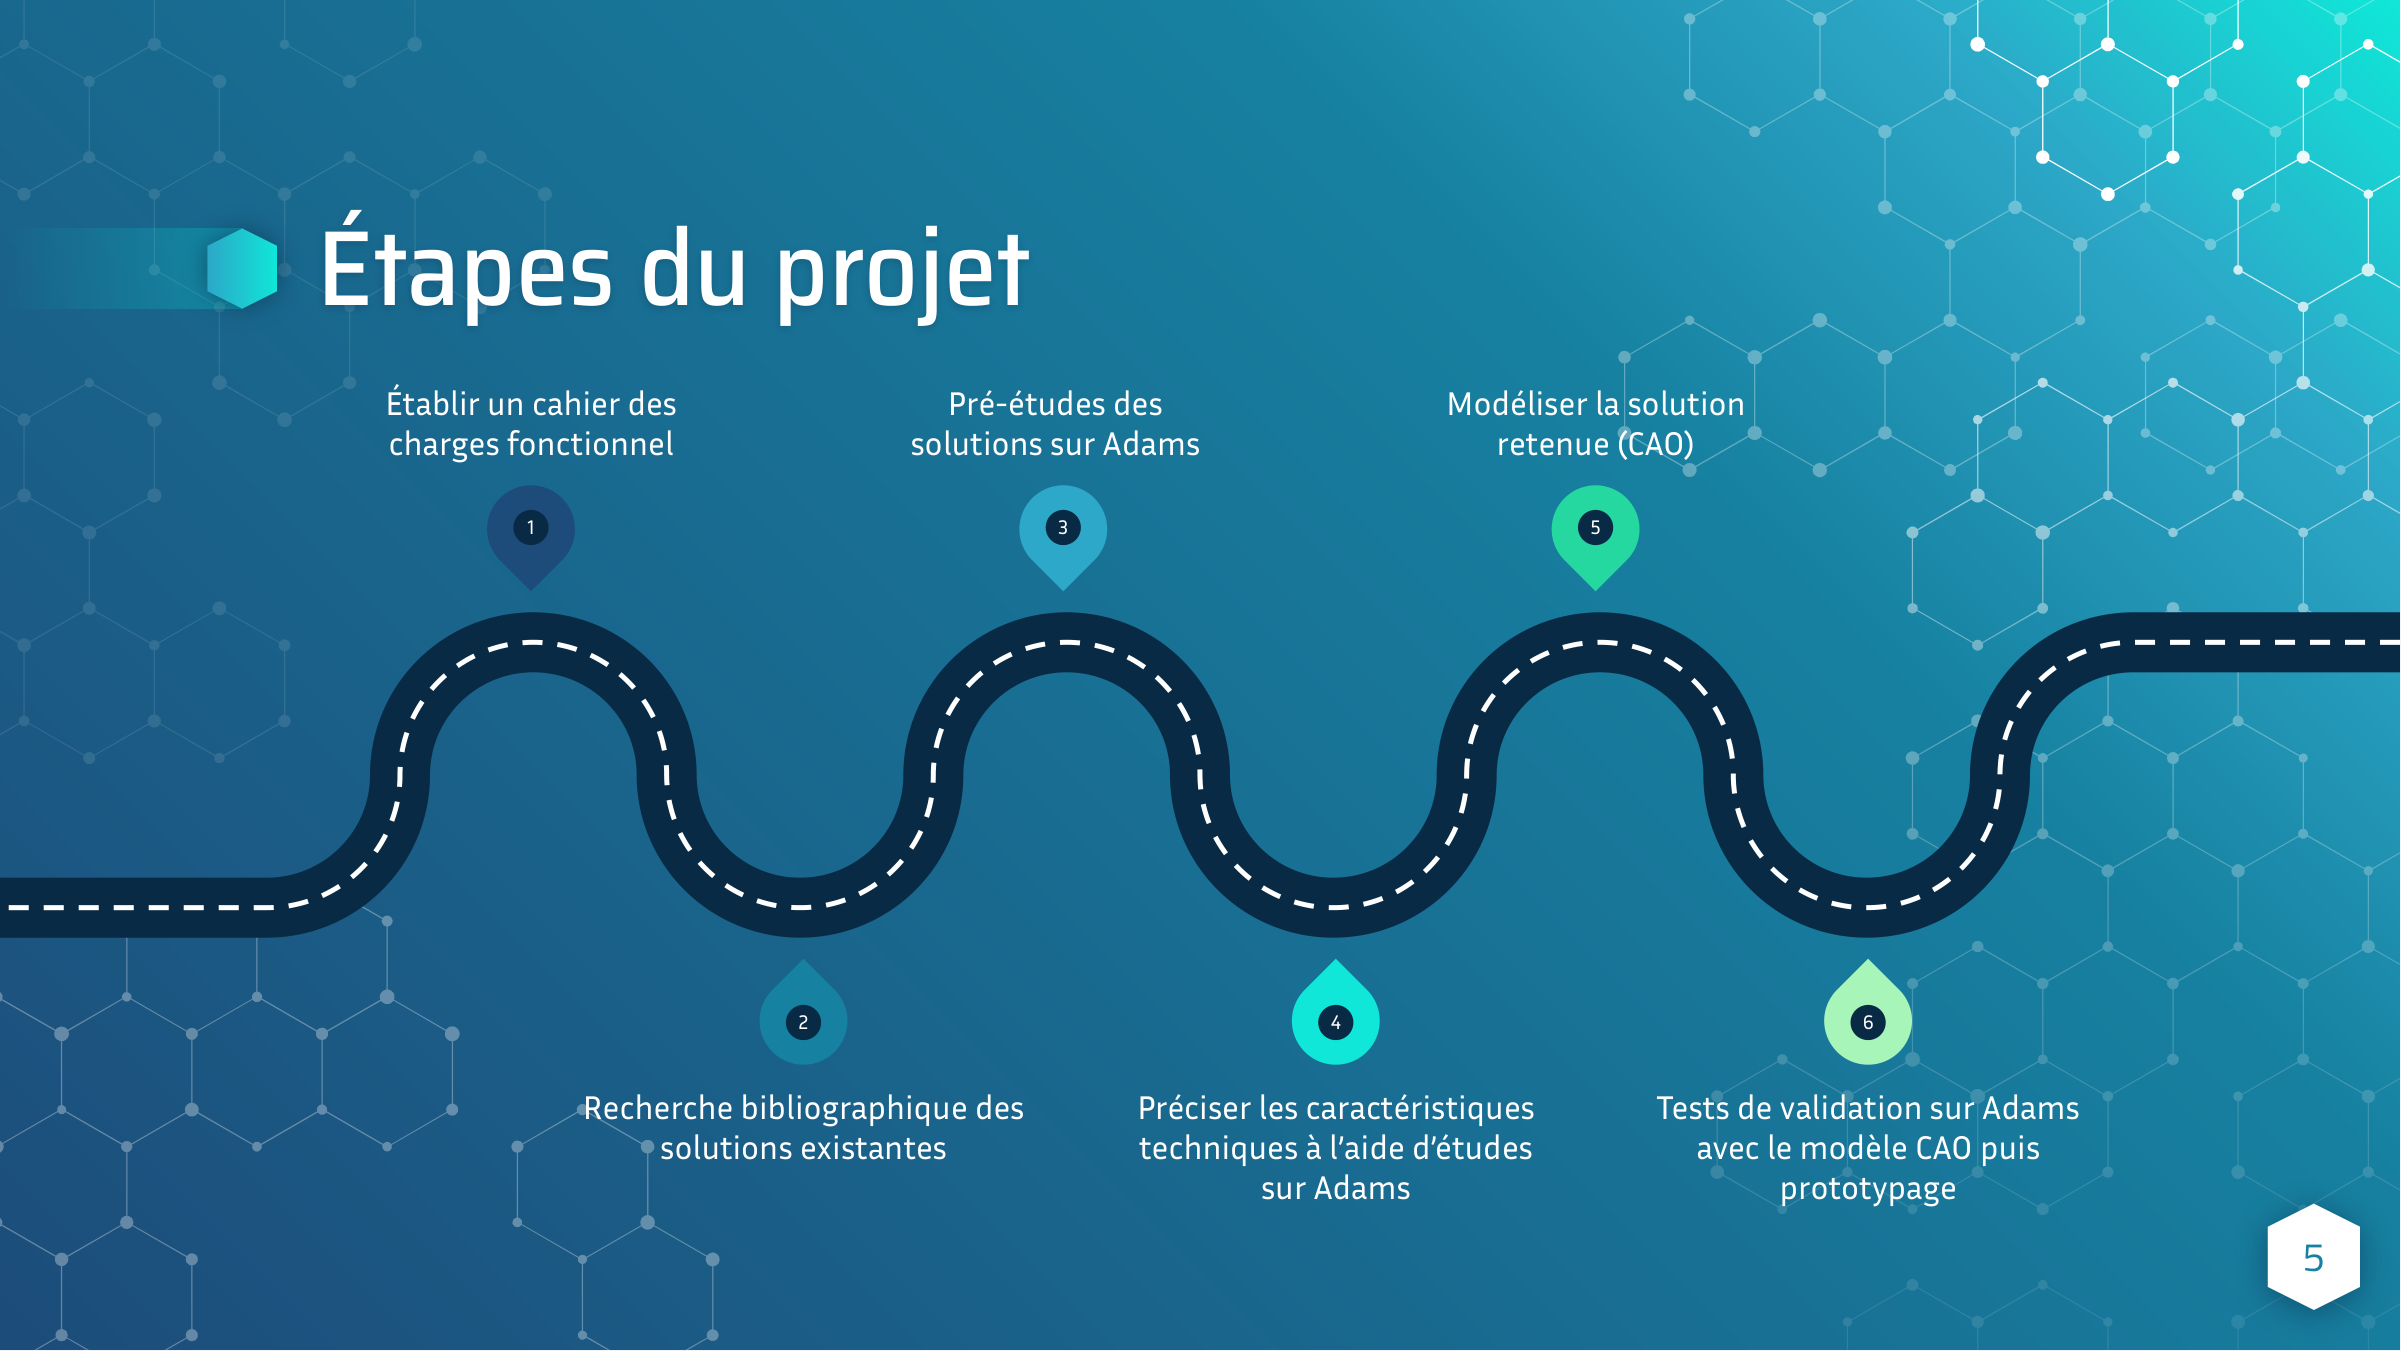 Étapes du projet
Établir un cahier des
charges fonctionnel
1
Recherche bibliographique des
solutions existantes
2
Pré-études des
solutions sur Adams
3
Préciser les caractéristiques
techniques à l’aide d’études
sur Adams
4
Modéliser la solution
retenue (CAO)
5
Tests de validation sur Adams
avec le modèle CAO puis
prototypage
6
5